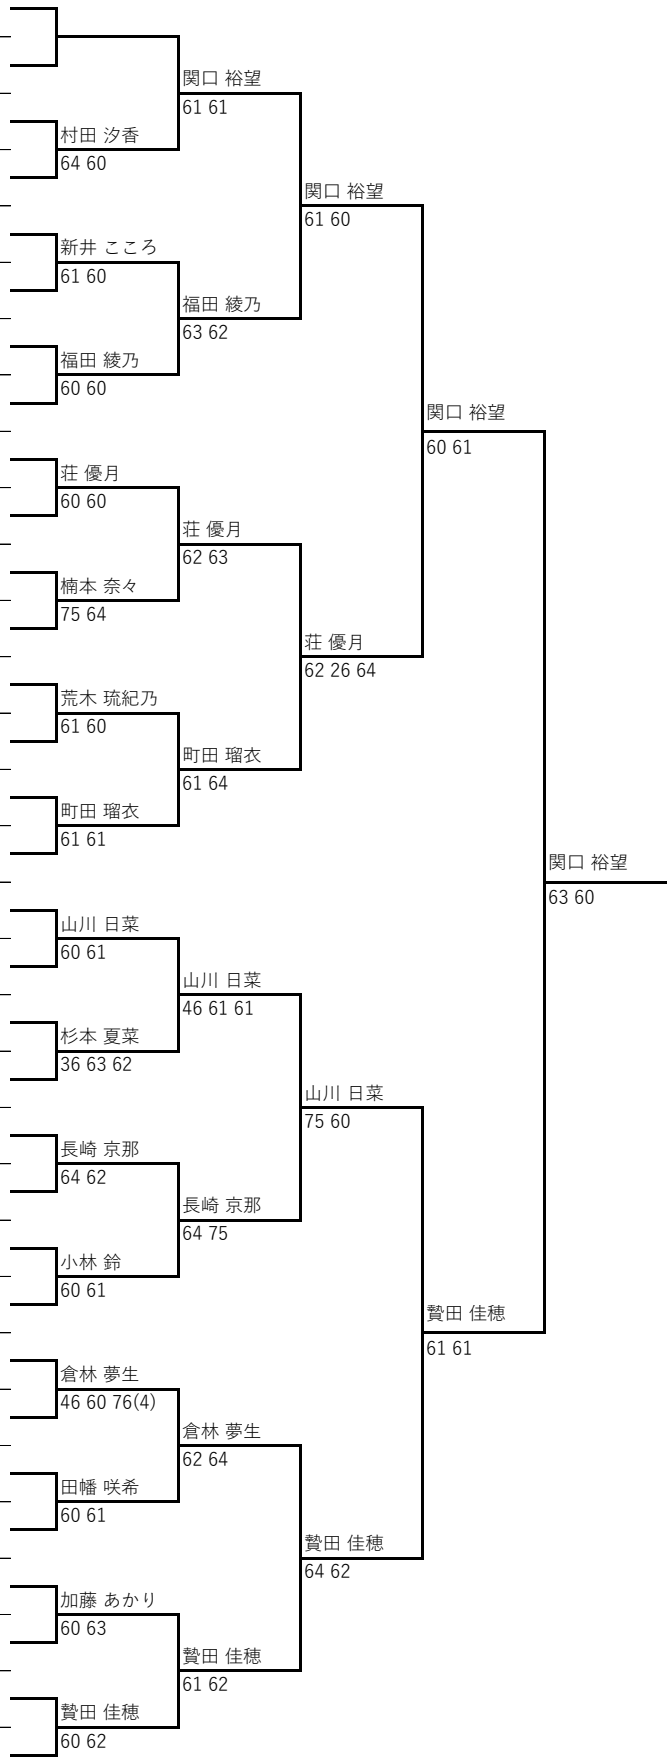 関口 裕望
61 61
村田 汐香
64 60
関口 裕望
61 60
新井 こころ
61 60
福田 綾乃
63 62
福田 綾乃
60 60
関口 裕望
60 61
荘 優月
60 60
荘 優月
62 63
楠本 奈々
75 64
荘 優月
62 26 64
荒木 琉紀乃
61 60
町田 瑠衣
61 64
町田 瑠衣
61 61
関口 裕望
63 60
山川 日菜
60 61
山川 日菜
46 61 61
杉本 夏菜
36 63 62
山川 日菜
75 60
長崎 京那
64 62
長崎 京那
64 75
小林 鈴
60 61
贄田 佳穂
61 61
倉林 夢生
46 60 76(4)
倉林 夢生
62 64
田幡 咲希
60 61
贄田 佳穂
64 62
加藤 あかり
60 63
贄田 佳穂
61 62
贄田 佳穂
60 62